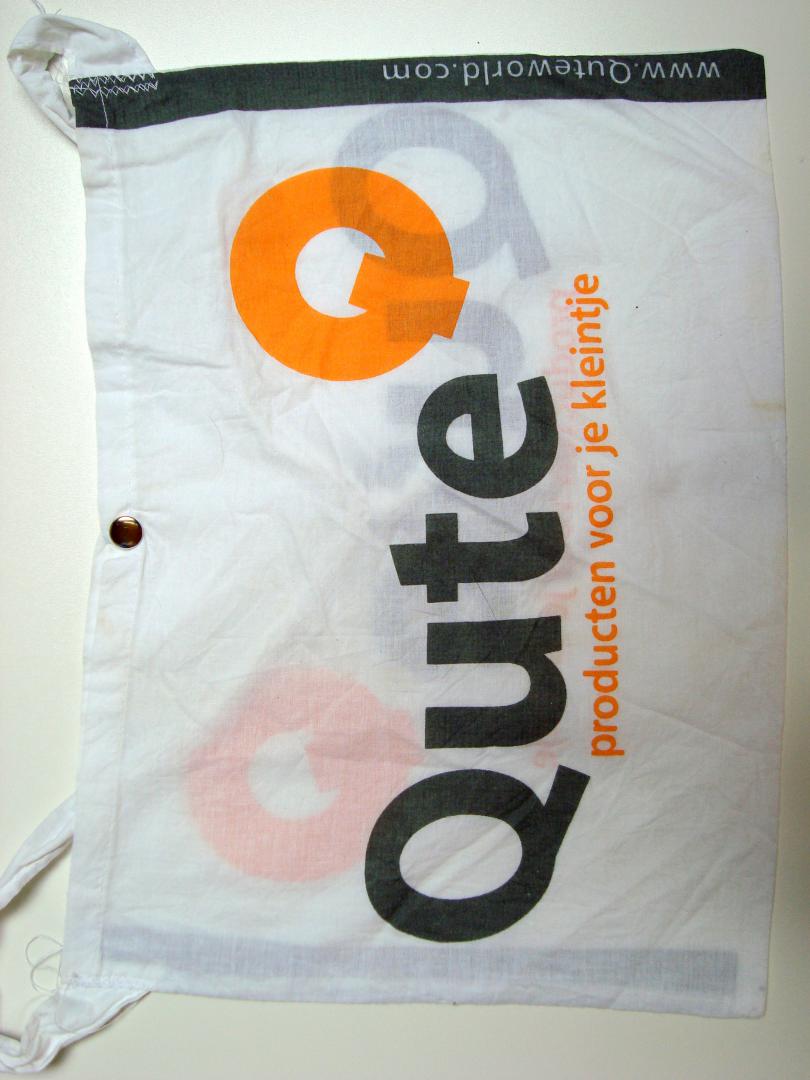 Q
Qute
producten voor je kleintje
www.Quteworld.com